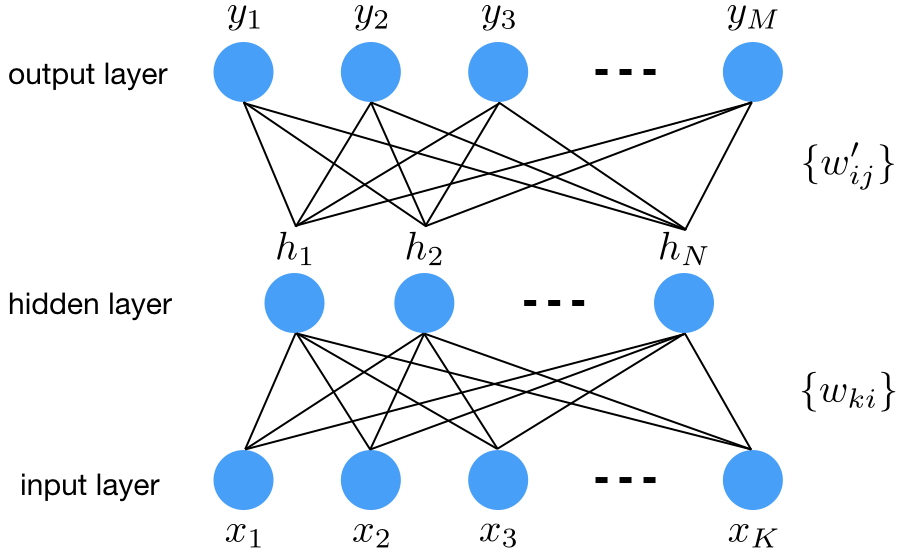 y_1 y_2 y_3 y_M
output layer
{w'_{ij}}
h_1 h_2 h_N
hidden layer
{w_{ki}}
input layer
x_1 x_2 x_3 x_K